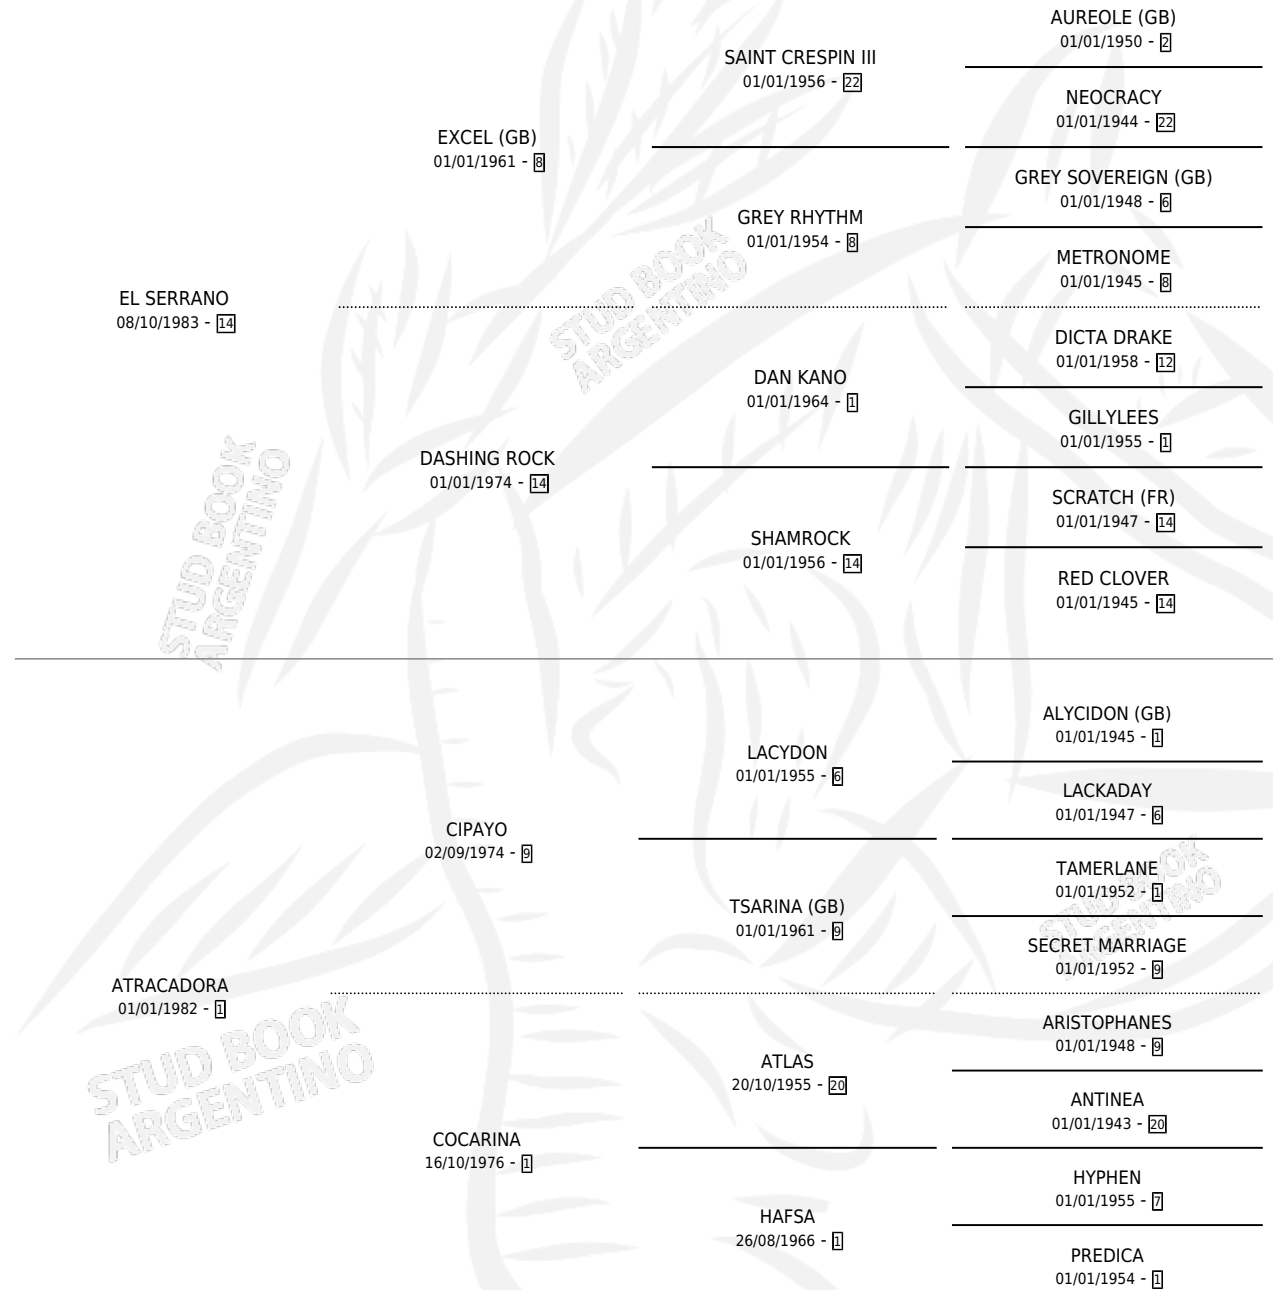 AUREOLE (GB)
01/01/1950 - 2
SAINT CRESPIN III
01/01/1956 - 22
NEOCRACY
01/01/1944 - 22
EXCEL (GB)
01/01/1961 - 8
GREY SOVEREIGN (GB)
01/01/1948 - 6
GREY RHYTHM
01/01/1954 - 8
METRONOME
01/01/1945 - 8
EL SERRANO
08/10/1983 - 14
STUD BOOK
ARGENTINO
DICTA DRAKE
01/01/1958 - 12
DAN KANO
01/01/1964 - 1
GILLYLEES
01/01/1955 - 1
DASHING ROCK
01/01/1974 - 14
SCRATCH (FR)
01/01/1947 - 14
SHAMROCK
01/01/1956 - 14
RED CLOVER
01/01/1945 - 14
STUD BOOK
ARGENTINO
ALYCIDON (GB)
01/01/1945 - 1
LACYDON
01/01/1955 - 6
LACKADAY
01/01/1947 - 6
CIPAYO
02/09/1974 - 9
TAMERLANE
01/01/1952 - 1
TSARINA (GB)
01/01/1961 - 9
STUD BOOK
ARGENTINO
SECRET MARRIAGE
01/01/1952 - 9
ATRACADORA
01/01/1982 - 1
ARISTOPHANES
01/01/1948 - 9
ATLAS
20/10/1955 - 20
STUD BOOK
ARGENTINO
ANTINEA
01/01/1943 - 20
COCARINA
16/10/1976 - 1
HYPHEN
01/01/1955 - 7
HAFSA
26/08/1966 - 1
PREDICA
01/01/1954 - 1